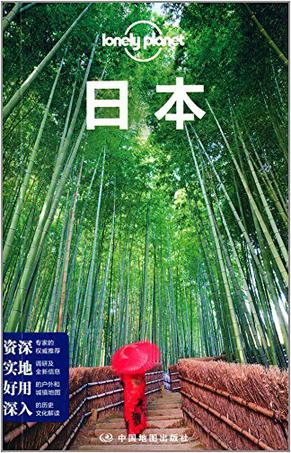 lonely planet
日本
资深 专家的权威推荐
实地 调研及全新信息
好用 的户外和城镇地图
深入 的历史文化解读
中国地图出版社